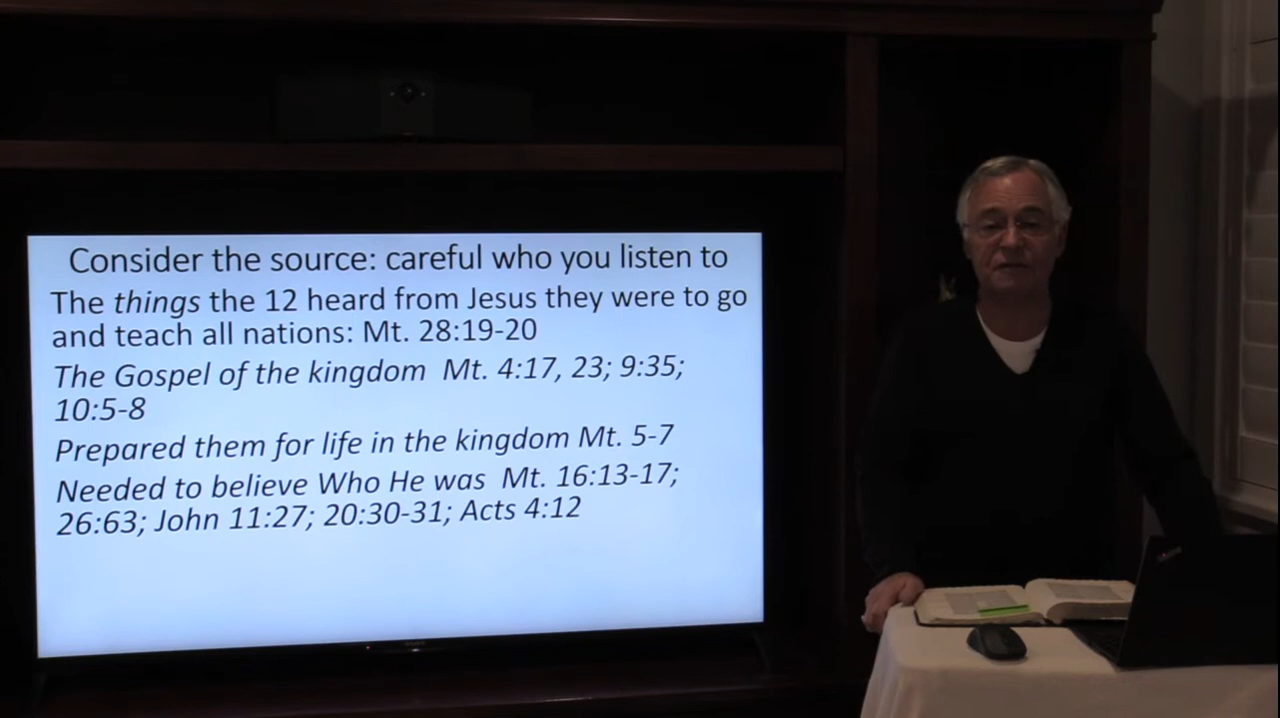 Consider the source: careful who you listen to
The things the 12 heard from Jesus they were to go
and teach all nations: Mt. 28:19-20
The Gospel of the kingdom Mt. 4:17, 23; 9:35;
10:5-8
Prepared them for life in the kingdom Mt. 5-7
Needed to believe Who He was Mt. 16:13-17;
26:63; John 11:27; 20:30-31; Acts 4:12